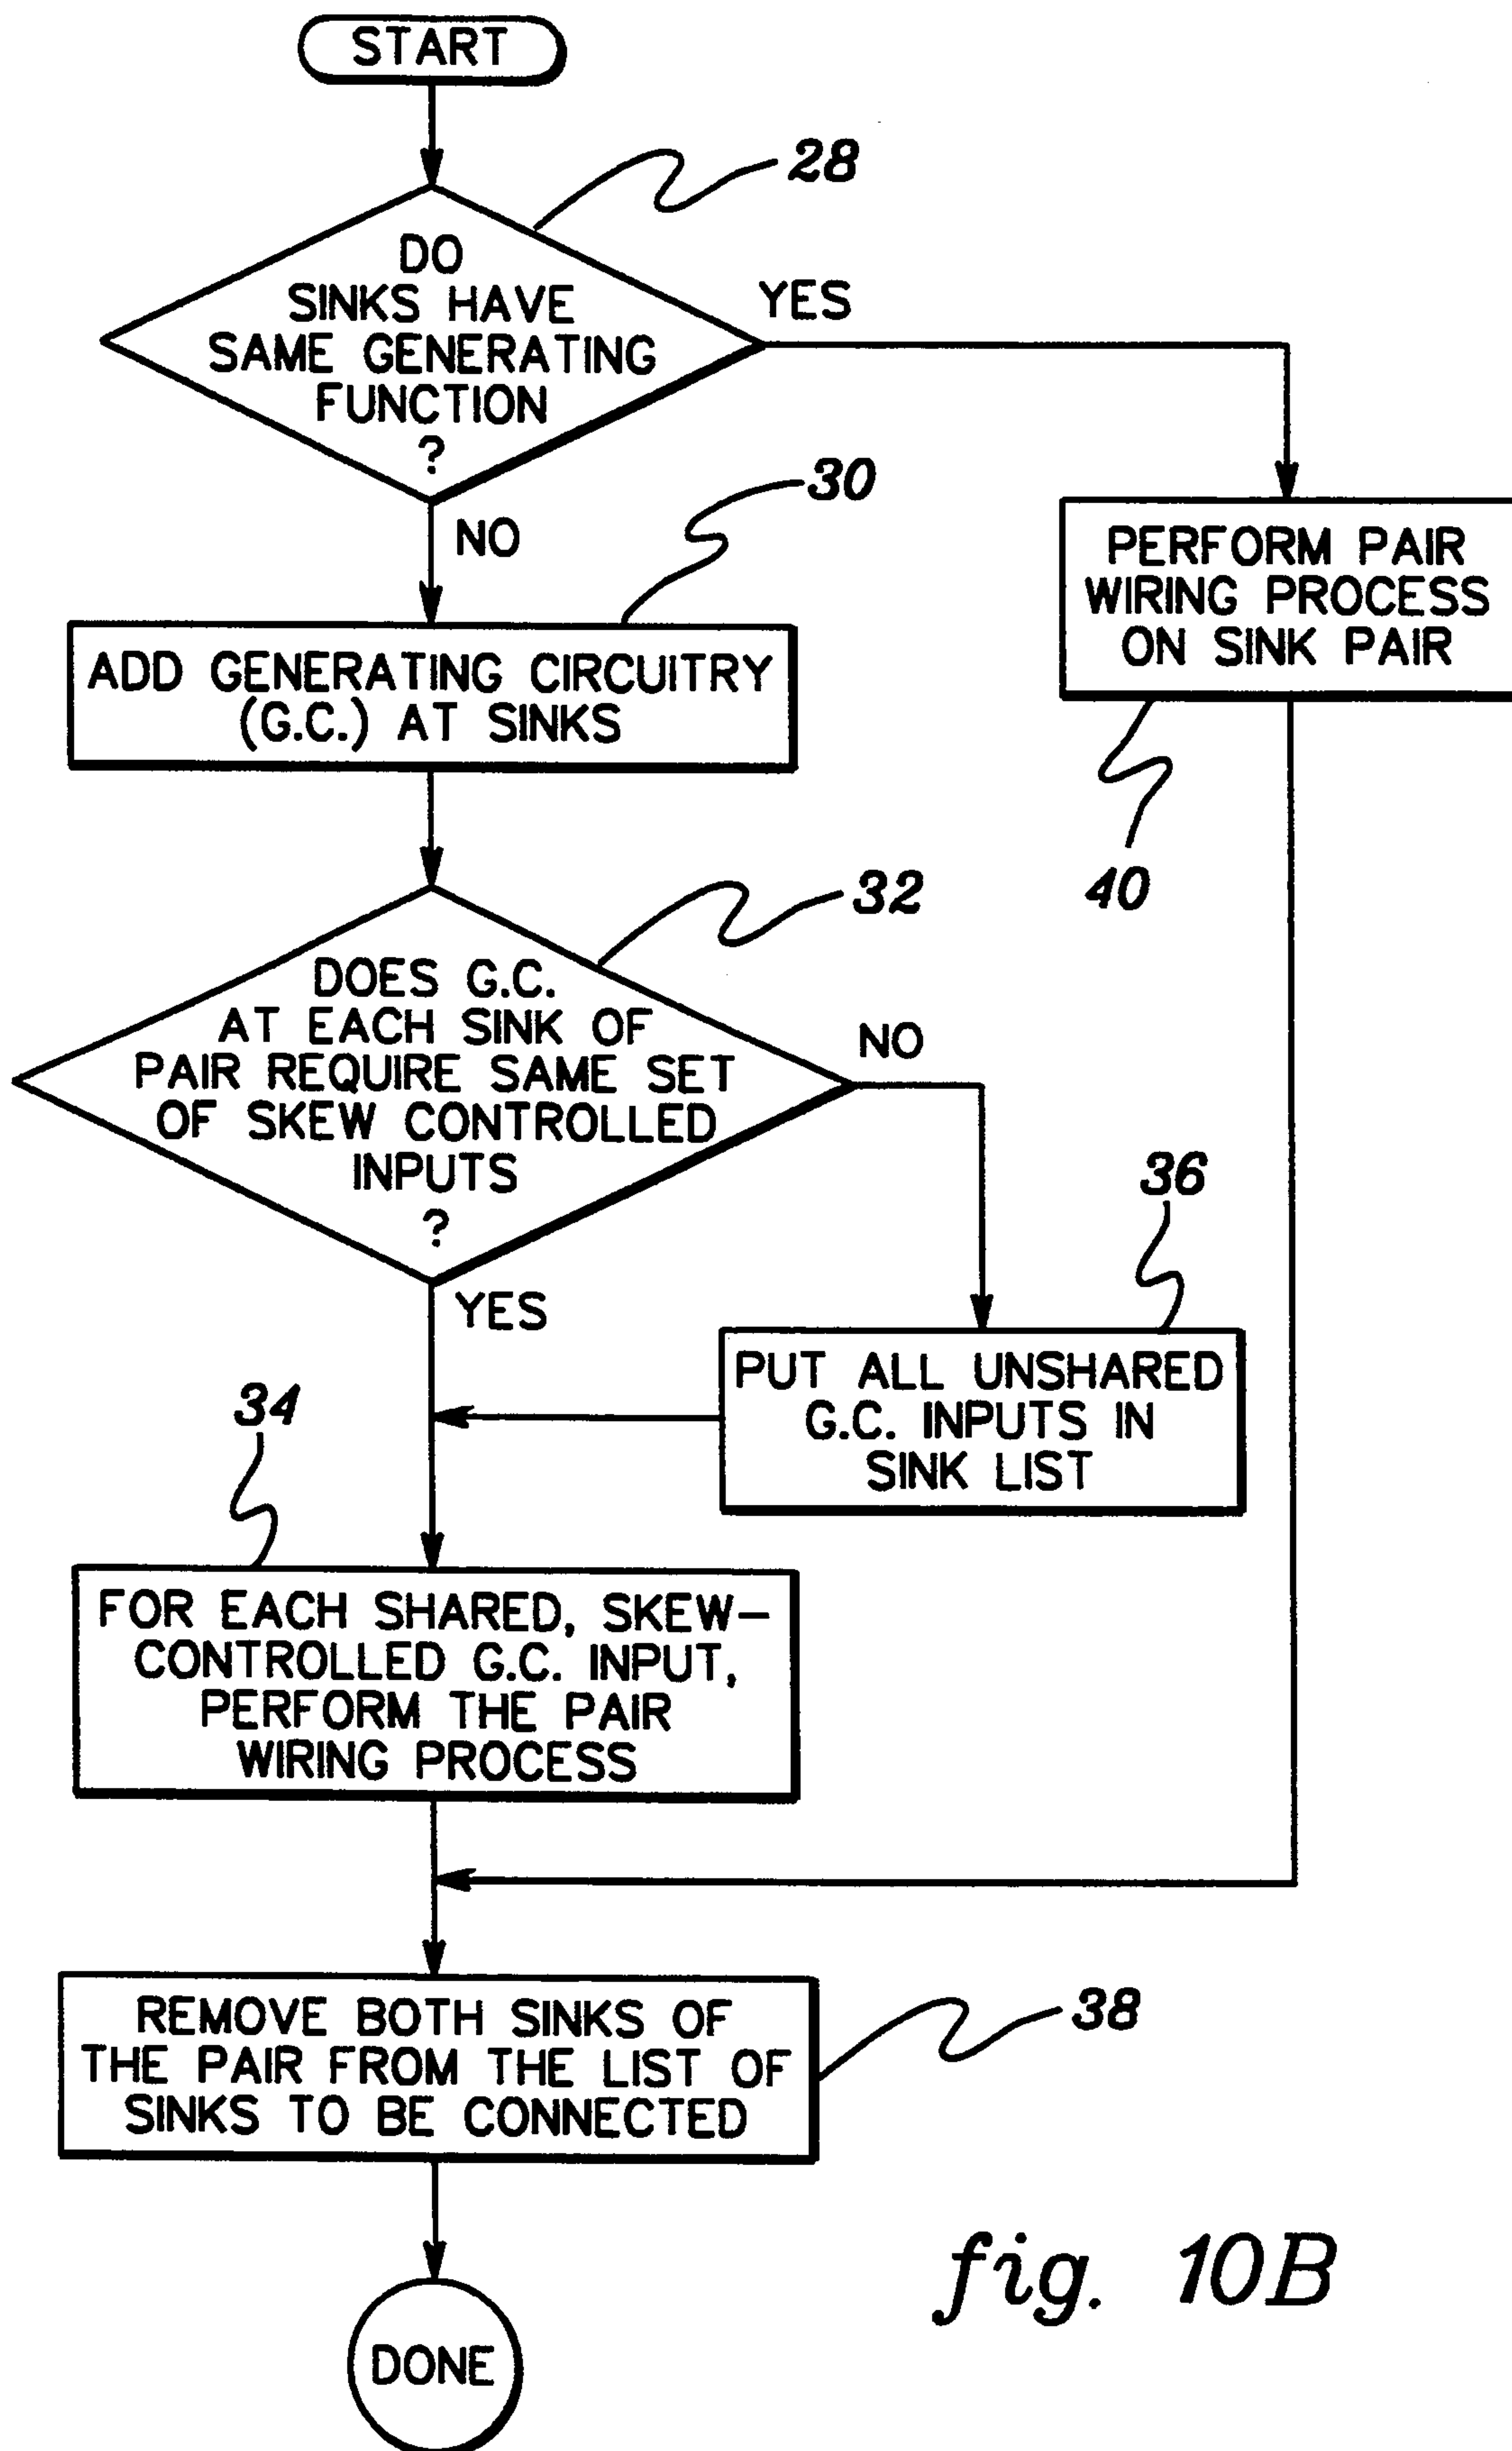 START
28
DO
SINKS HAVE
SAME GENERATING
FUNCTION
?
YES
NO
30
ADD GENERATING CIRCUITRY
(G.C.) AT SINKS
PERFORM PAIR
WIRING PROCESS
ON SINK PAIR
40
32
DOES G.C.
AT EACH SINK OF
PAIR REQUIRE SAME SET
OF SKEW CONTROLLED
INPUTS
?
NO
YES
36
PUT ALL UNSHARED
G.C. INPUTS IN
SINK LIST
34
FOR EACH SHARED, SKEW-
CONTROLLED G.C. INPUT,
PERFORM THE PAIR
WIRING PROCESS
REMOVE BOTH SINKS OF
THE PAIR FROM THE LIST OF
SINKS TO BE CONNECTED
38
DONE
fig. 10B